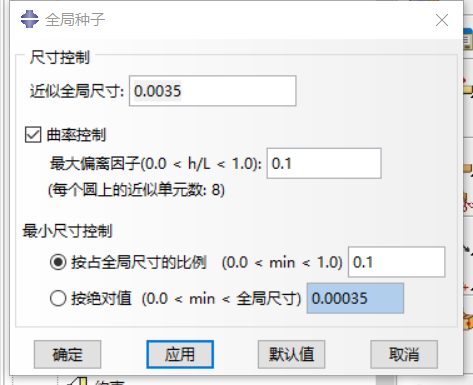 全局种子
尺寸控制
近似全局尺寸: 0.0035
曲率控制
最大偏离因子(0.0 < h/L < 1.0): 0.1
(每个圆上的近似单元数: 8)
最小尺寸控制
按占全局尺寸的比例 (0.0 < min < 1.0) 0.1
按绝对值 (0.0 < min < 全局尺寸) 0.00035
确定 应用 默认值 取消